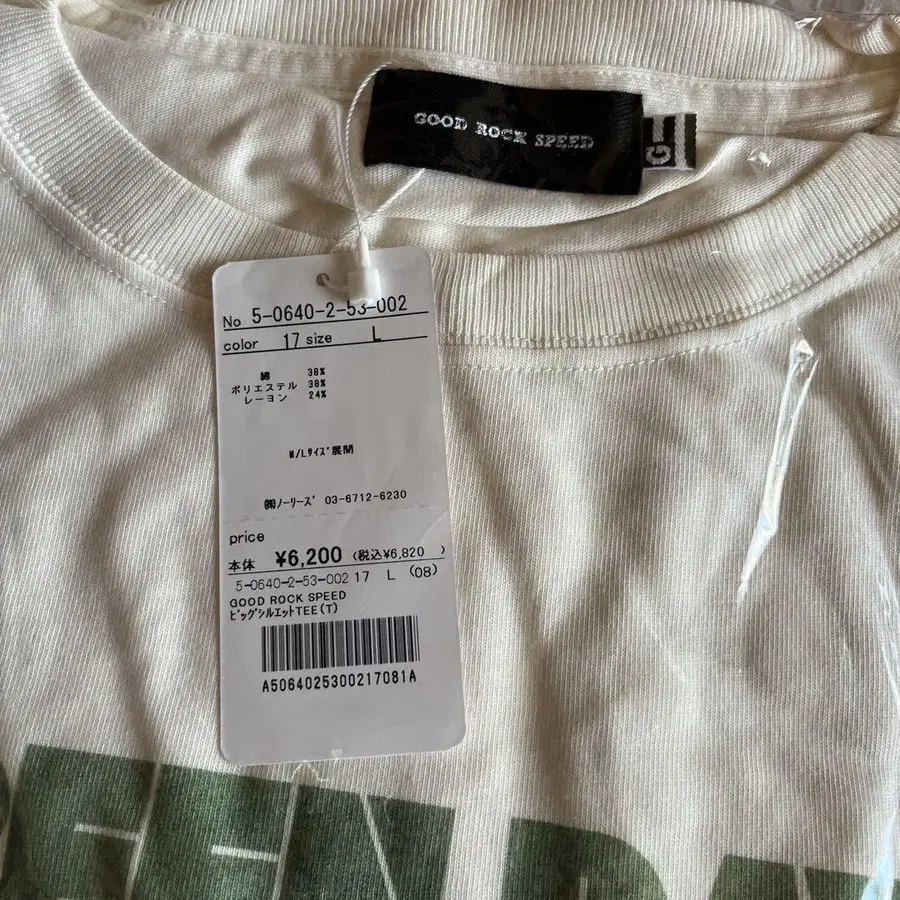 GOOD ROCK SPEED
G
No 5-0640-2-53-002
color 17 size L
綿 38%
ポリエステル 38%
レーヨン 24%
M/Lサイズ展開
㈱ノーリーズ 03-6712-6230
price
本体 ¥6,200 (税込¥6,820 )
5-0640-2-53-002 17 L (08)
GOOD ROCK SPEED
ビッグシルエットTEE(T)
A5064025300217081A